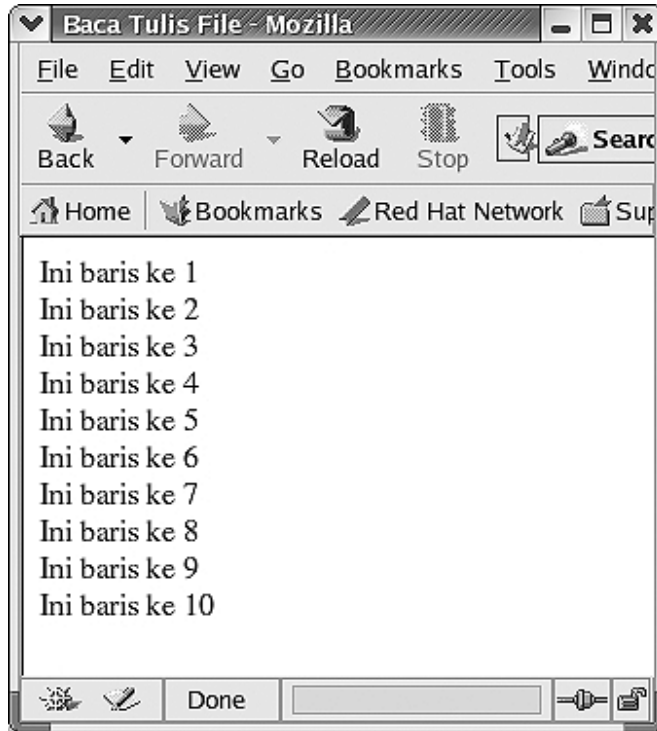 Baca Tulis File - Mozilla
File Edit View Go Bookmarks Tools
Back Forward Reload Stop
Home Bookmarks Red Hat Network
Ini baris ke 1
Ini baris ke 2
Ini baris ke 3
Ini baris ke 4
Ini baris ke 5
Ini baris ke 6
Ini baris ke 7
Ini baris ke 8
Ini baris ke 9
Ini baris ke 10
Done